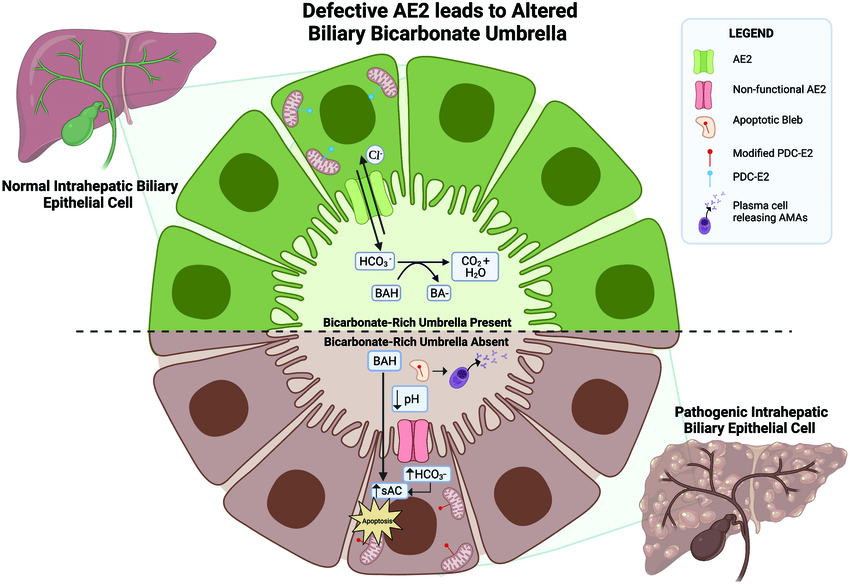 Defective AE2 leads to Altered
Biliary Bicarbonate Umbrella
LEGEND
AE2
Non-functional AE2
Apoptotic Bleb
Modified PDC-E2
PDC-E2
Plasma cell
releasing AMAs
Normal Intrahepatic Biliary
Epithelial Cell
Cl-
HCO₃⁻
CO₂ +
H₂O
BAH
BA-
Bicarbonate-Rich Umbrella Present
Bicarbonate-Rich Umbrella Absent
BAH
↓ pH
↑HCO₃–
↑sAC
Apoptosis
Pathogenic Intrahepatic
Biliary Epithelial Cell